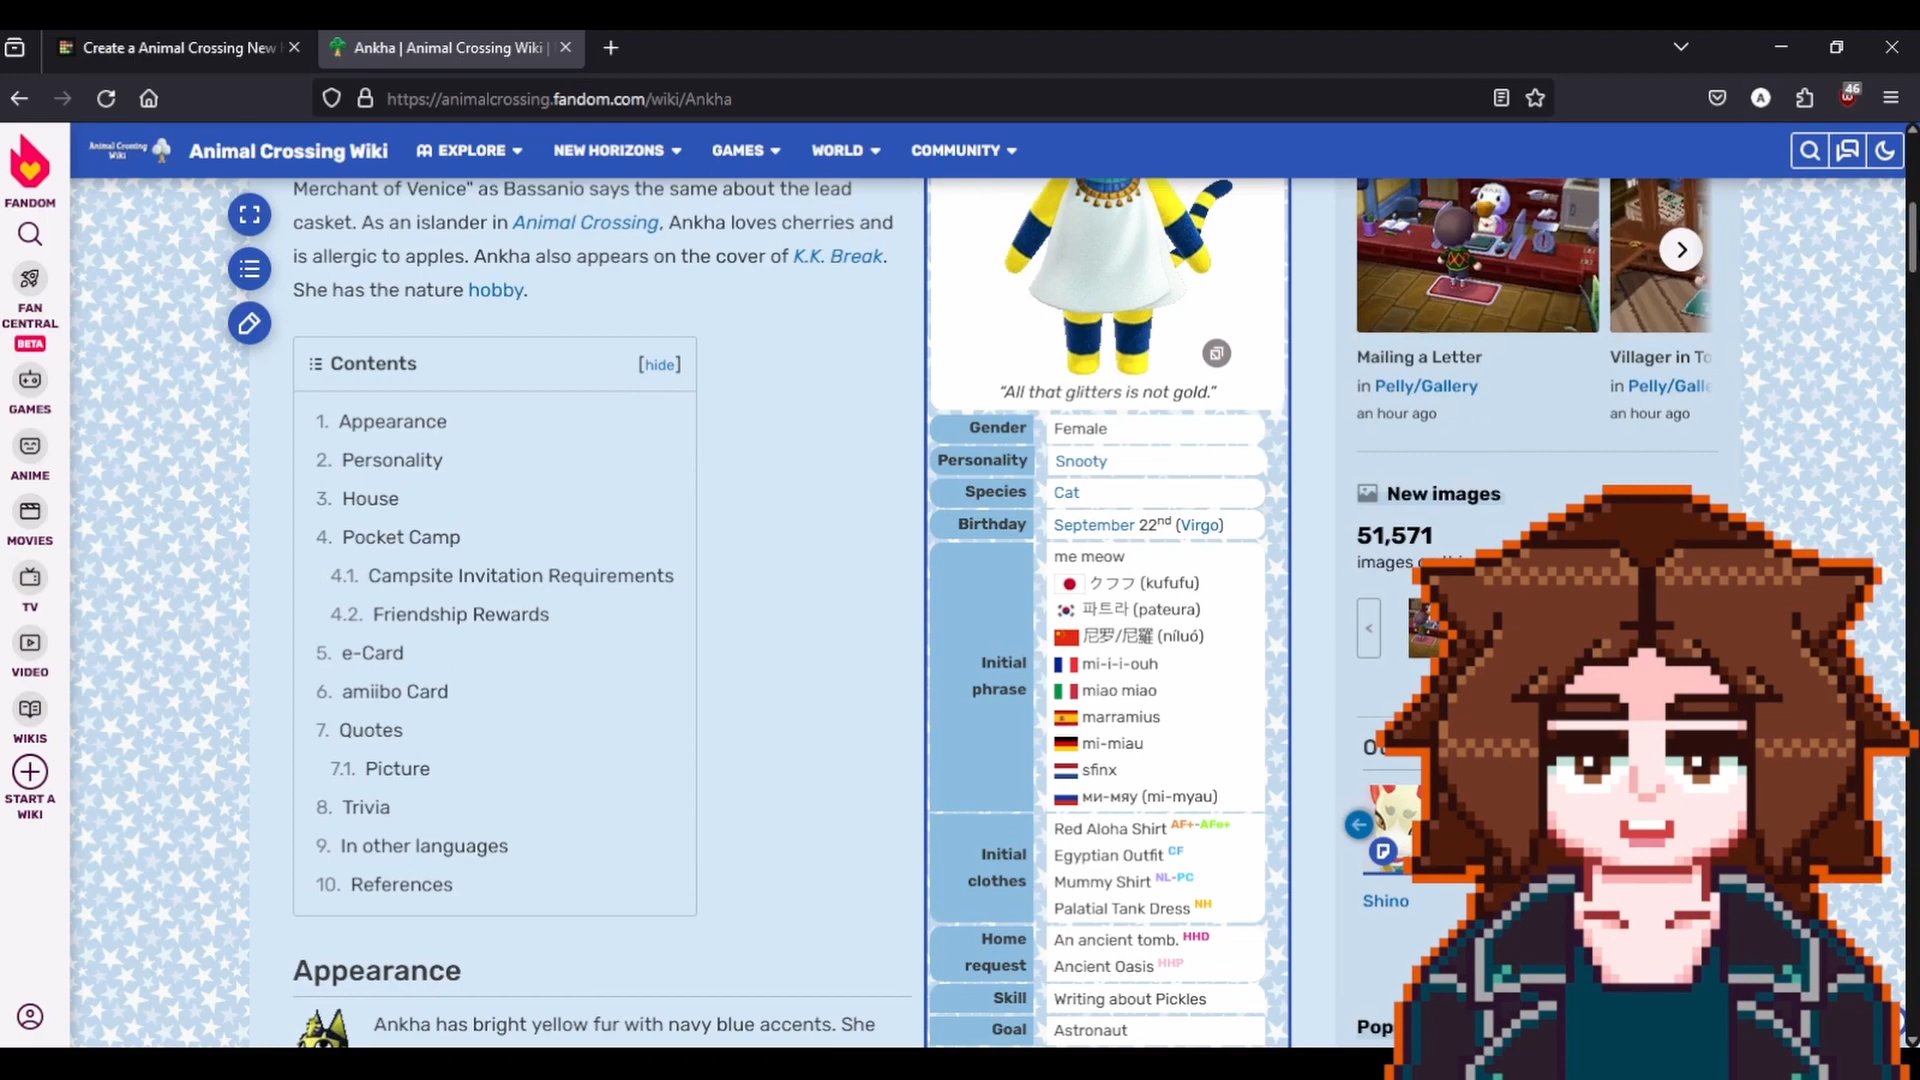 Create a Animal Crossing New
Ankha | Animal Crossing Wiki |
https://animalcrossing.fandom.com/wiki/Ankha
A
46
Animal Crossing
Wiki
Animal Crossing Wiki
EXPLORE
NEW HORIZONS
GAMES
WORLD
COMMUNITY
FANDOM
FAN
CENTRAL
BETA
GAMES
ANIME
MOVIES
TV
VIDEO
WIKIS
START A
WIKI
Merchant of Venice" as Bassanio says the same about the lead
casket. As an islander in Animal Crossing, Ankha loves cherries and
is allergic to apples. Ankha also appears on the cover of K.K. Break.
She has the nature hobby.
Contents [hide]
1. Appearance
2. Personality
3. House
4. Pocket Camp
4.1. Campsite Invitation Requirements
4.2. Friendship Rewards
5. e-Card
6. amiibo Card
7. Quotes
7.1. Picture
8. Trivia
9. In other languages
10. References
Appearance
Ankha has bright yellow fur with navy blue accents. She
“All that glitters is not gold.”
Gender Female
Personality Snooty
Species Cat
Birthday September 22nd (Virgo)
Initial
phrase
me meow
クフフ (kufufu)
파트라 (pateura)
尼罗/尼羅 (níluó)
mi-i-i-ouh
miao miao
marramius
mi-miau
sfinx
ми-мяу (mi-myau)
Initial
clothes
Red Aloha Shirt AF+-AFe+
Egyptian Outfit CF
Mummy Shirt NL-PC
Palatial Tank Dress NH
Home
request
An ancient tomb. HHD
Ancient Oasis HHP
Skill Writing about Pickles
Goal Astronaut
Mailing a Letter
in Pelly/Gallery
an hour ago
Villager in To
in Pelly/Galle
an hour ago
New images
51,571
images
<
Shino
Pop